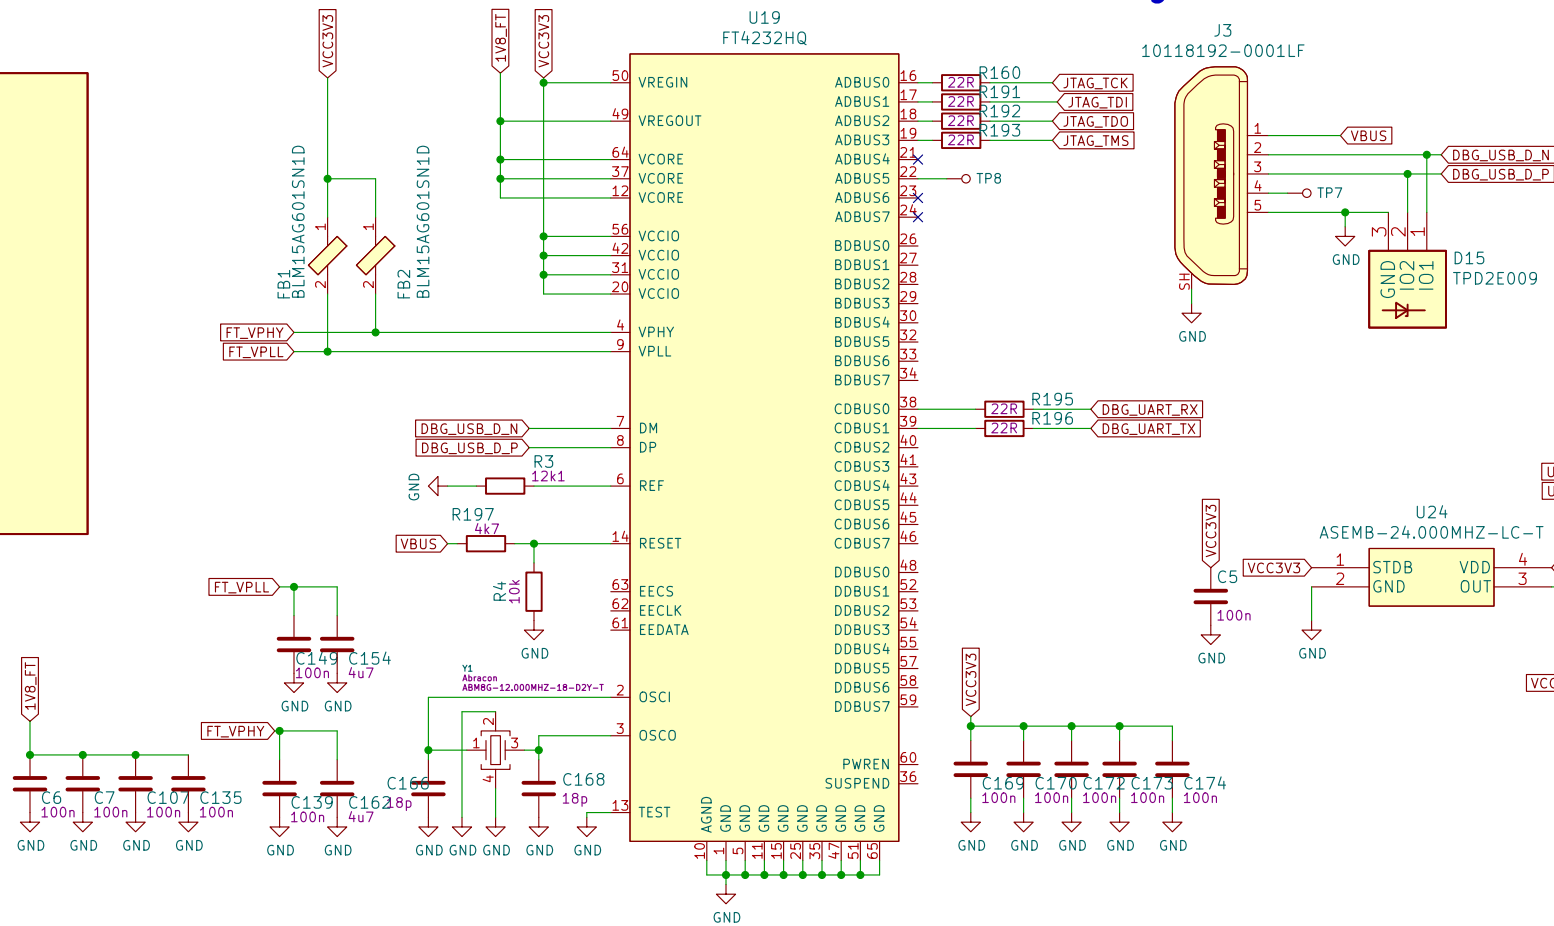 VCC3V3
1V8_FT
VCC3V3
U19
FT4232HQ
J3
10118192-0001LF
50 VREGIN
49 VREGOUT
64 VCORE
37 VCORE
12 VCORE
56 VCCIO
42 VCCIO
31 VCCIO
20 VCCIO
4 VPHY
9 VPLL
7 DM
8 DP
6 REF
14 RESET
63 EECS
62 EECLK
61 EEDATA
2 OSCI
3 OSCO
13 TEST
ADBUS0 16
ADBUS1 17
ADBUS2 18
ADBUS3 19
ADBUS4 21
ADBUS5 22
ADBUS6 23
ADBUS7 24
BDBUS0 26
BDBUS1 27
BDBUS2 28
BDBUS3 29
BDBUS4 30
BDBUS5 32
BDBUS6 33
BDBUS7 34
CDBUS0 38
CDBUS1 39
CDBUS2 40
CDBUS3 41
CDBUS4 43
CDBUS5 44
CDBUS6 45
CDBUS7 46
DDBUS0 48
DDBUS1 52
DDBUS2 53
DDBUS3 54
DDBUS4 55
DDBUS5 57
DDBUS6 58
DDBUS7 59
PWREN 60
SUSPEND 36
AGND GND GND GND GND GND GND GND GND GND
10 1 5 11 15 25 35 47 51 65
GND
22R R160 JTAG_TCK
22R R191 JTAG_TDI
22R R192 JTAG_TDO
22R R193 JTAG_TMS
TP8
22R R195 DBG_UART_RX
22R R196 DBG_UART_TX
1 VBUS
2 DBG_USB_D_N
3 DBG_USB_D_P
4 TP7
5
SH
GND
GND
3 2 1
GND IO2 IO1
D15
TPD2E009
FB1
BLM15AG601SN1D
1
2
FB2
BLM15AG601SN1D
1
2
FT_VPHY
FT_VPLL
DBG_USB_D_N
DBG_USB_D_P
GND
R3
12k1
R197
4k7
VBUS
R4
10k
GND
FT_VPLL
C149
100n
C154
4u7
GND GND
1V8_FT
C6
100n
C7
100n
C107
100n
C135
100n
GND GND GND GND
FT_VPHY
C139
100n
C162
4u7
GND GND
Y1
Abracon
ABM8G-12.000MHZ-18-D2Y-T
2
1 3
4
C166
18p
C168
18p
GND GND GND GND GND
VCC3V3
C169
100n
C170
100n
C172
100n
C173
100n
C174
100n
GND GND GND GND GND
VCC3V3
C5
100n
GND
U24
ASEMB-24.000MHZ-LC-T
VCC3V3
1 STDB VDD 4
2 GND OUT 3
GND